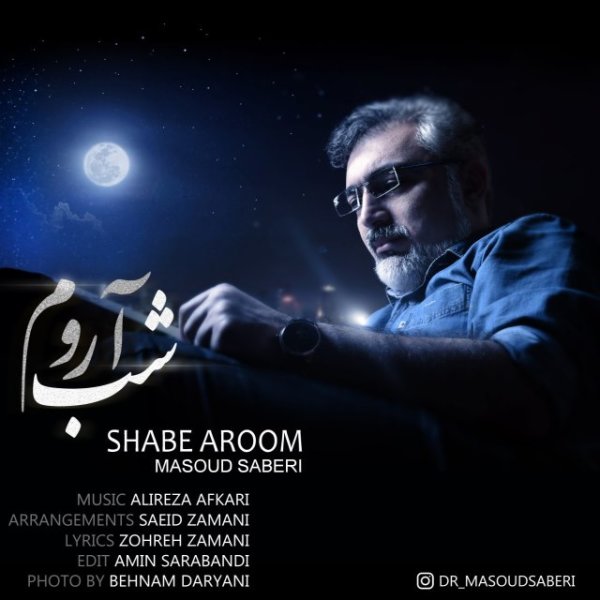 شب آروم
SHABE AROOM
MASOUD SABERI
MUSIC ALIREZA AFKARI
ARRANGEMENTS SAEID ZAMANI
LYRICS ZOHREH ZAMANI
EDIT AMIN SARABANDI
PHOTO BY BEHNAM DARYANI
DR_MASOUDSABERI